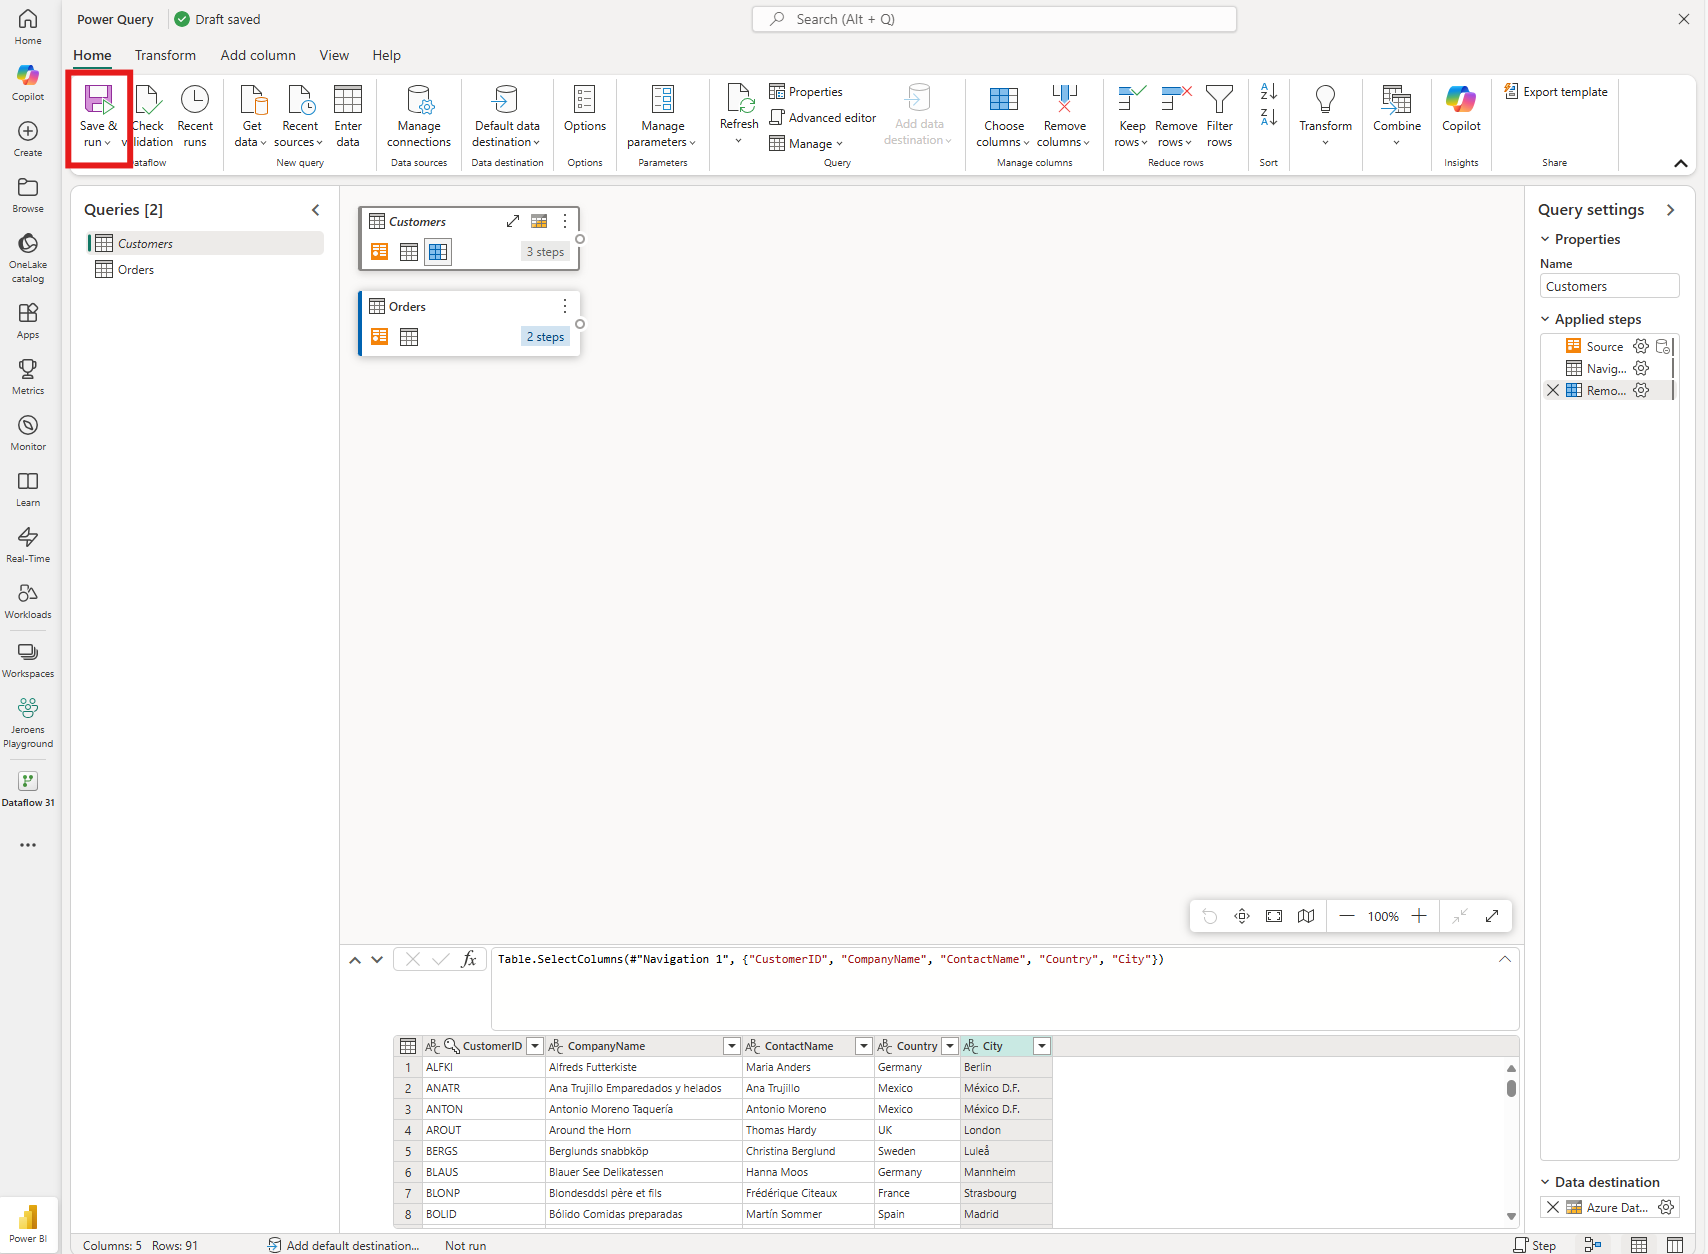 Home
Copilot
Create
Browse
OneLake
catalog
Apps
Metrics
Monitor
Learn
Real-Time
Workloads
Workspaces
Jeroens
Playground
Dataflow 31
Power BI
Power Query
Draft saved
Search (Alt + Q)
Home
Transform
Add column
View
Help
Save &
run
Check
validation
Recent
runs
Get
data
Recent
sources
Enter
data
New query
Manage
connections
Data sources
Default data
destination
Data destination
Options
Options
Manage
parameters
Parameters
Refresh
Properties
Advanced editor
Manage
Add data
destination
Query
Choose
columns
Remove
columns
Manage columns
Keep
rows
Remove
rows
Filter
rows
Reduce rows
Sort
Transform
Combine
Copilot
Insights
Export template
Share
Queries [2]
Customers
Orders
Customers
3 steps
Orders
2 steps
100%
Query settings
Properties
Name
Customers
Applied steps
Source
Navig...
Remo...
Data destination
Azure Dat...
fx
Table.SelectColumns(#"Navigation 1", {"CustomerID", "CompanyName", "ContactName", "Country", "City"})
CustomerID CompanyName ContactName Country City
1 ALFKI Alfreds Futterkiste Maria Anders Germany Berlin
2 ANATR Ana Trujillo Emparedados y helados Ana Trujillo Mexico México D.F.
3 ANTON Antonio Moreno Taquería Antonio Moreno Mexico México D.F.
4 AROUT Around the Horn Thomas Hardy UK London
5 BERGS Berglunds snabbköp Christina Berglund Sweden Luleå
6 BLAUS Blauer See Delikatessen Hanna Moos Germany Mannheim
7 BLONP Blondesddsl père et fils Frédérique Citeaux France Strasbourg
8 BOLID Bólido Comidas preparadas Martín Sommer Spain Madrid
Columns: 5 Rows: 91
Add default destination...
Not run
Step